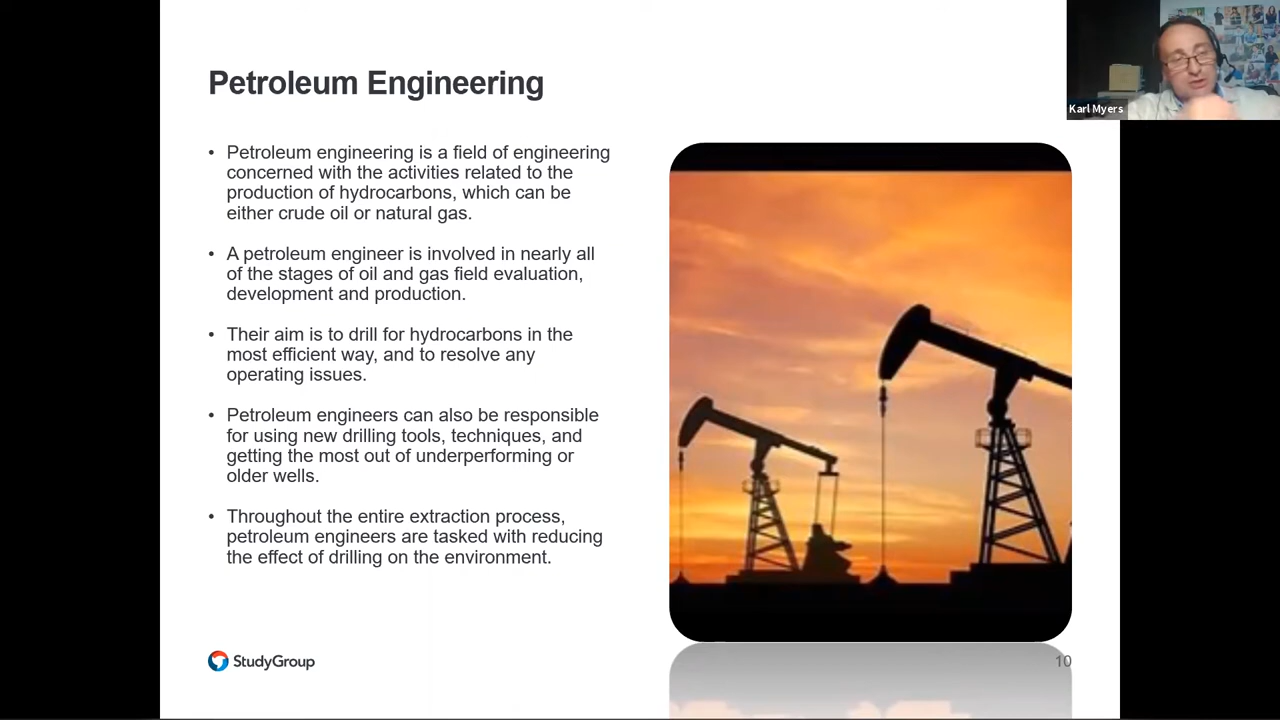 Petroleum Engineering
Karl Myers
• Petroleum engineering is a field of engineering
concerned with the activities related to the
production of hydrocarbons, which can be
either crude oil or natural gas.
• A petroleum engineer is involved in nearly all
of the stages of oil and gas field evaluation,
development and production.
• Their aim is to drill for hydrocarbons in the
most efficient way, and to resolve any
operating issues.
• Petroleum engineers can also be responsible
for using new drilling tools, techniques, and
getting the most out of underperforming or
older wells.
• Throughout the entire extraction process,
petroleum engineers are tasked with reducing
the effect of drilling on the environment.
StudyGroup
10